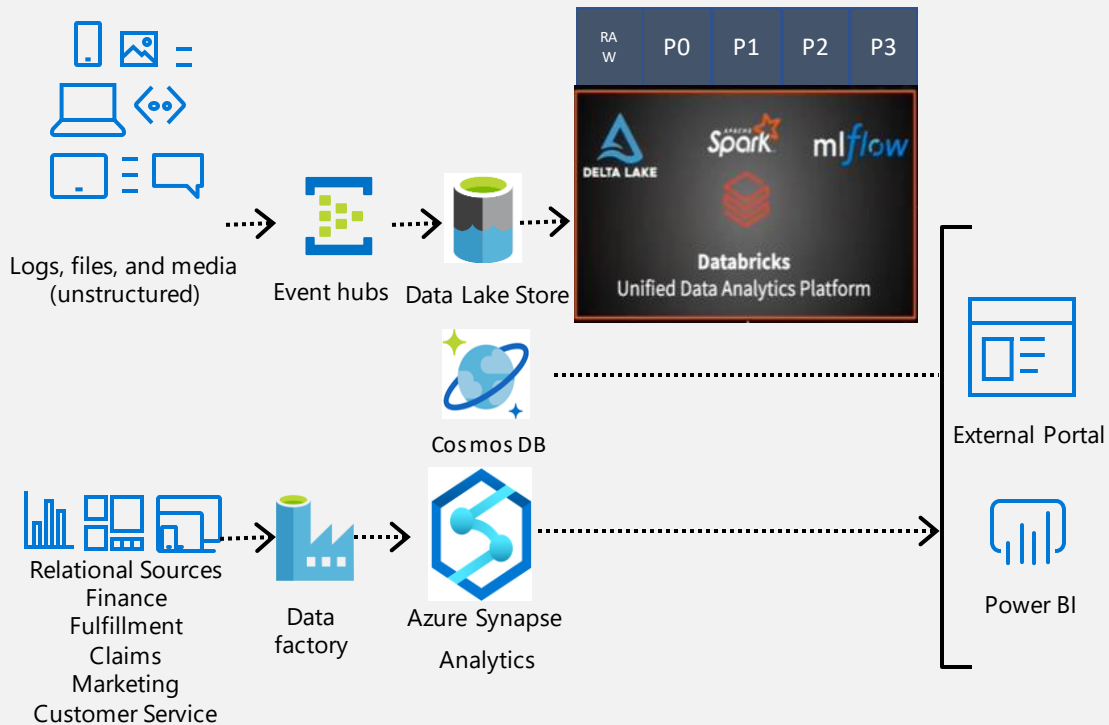 RA
W
P0
P1
P2
P3
DELTA LAKE
APACHE
Spark
mlflow
Databricks
Unified Data Analytics Platform
Logs, files, and media
(unstructured)
Event hubs
Data Lake Store
Cosmos DB
External Portal
Relational Sources
Finance
Fulfillment
Claims
Marketing
Customer Service
Data
factory
Azure Synapse
Analytics
Power BI